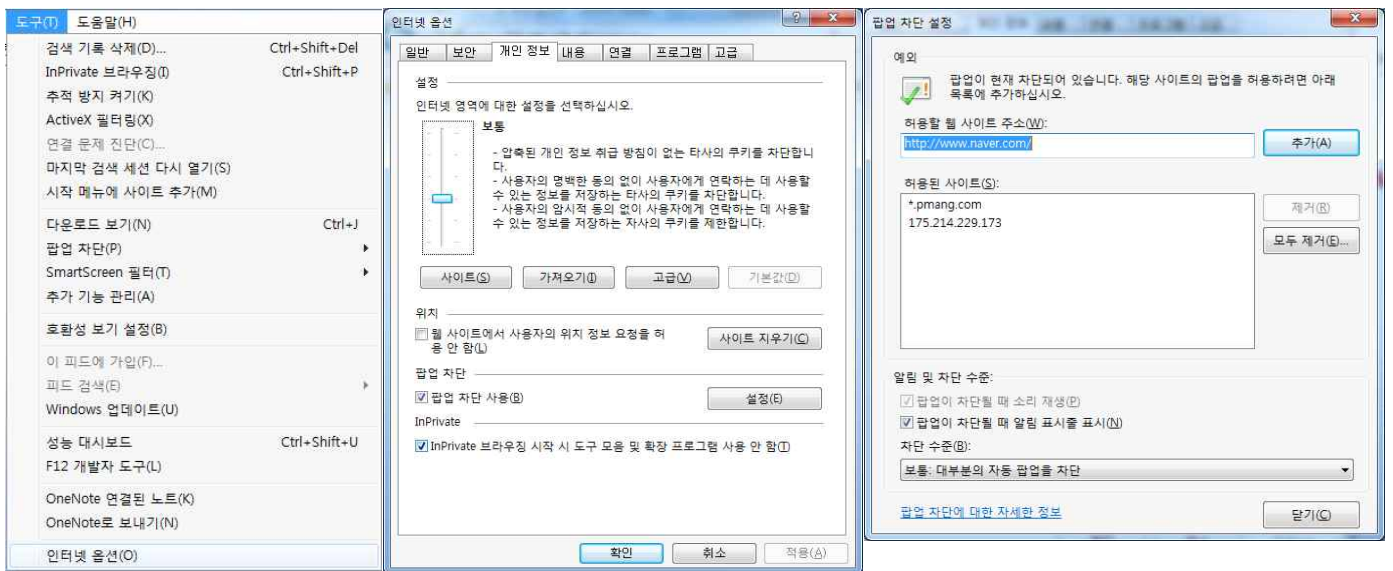 도구(T) 도움말(H)
검색 기록 삭제(D)... Ctrl+Shift+Del
InPrivate 브라우징(I) Ctrl+Shift+P
추적 방지 켜기(K)
ActiveX 필터링(X)
연결 문제 진단(C)...
마지막 검색 세션 다시 열기(S)
시작 메뉴에 사이트 추가(M)
다운로드 보기(N) Ctrl+J
팝업 차단(P)
SmartScreen 필터(T)
추가 기능 관리(A)
호환성 보기 설정(B)
이 피드에 가입(F)...
피드 검색(E)
Windows 업데이트(U)
성능 대시보드 Ctrl+Shift+U
F12 개발자 도구(L)
OneNote 연결된 노트(K)
OneNote로 보내기(N)
인터넷 옵션(O)
인터넷 옵션
일반 보안 개인 정보 내용 연결 프로그램 고급
설정
인터넷 영역에 대한 설정을 선택하십시오.
보통
- 압축된 개인 정보 취급 방침이 없는 타사의 쿠키를 차단합니
다.
- 사용자의 명백한 동의 없이 사용자에게 연락하는 데 사용할
수 있는 정보를 저장하는 타사의 쿠키를 차단합니다.
- 사용자의 암시적 동의 없이 사용자에게 연락하는 데 사용할
수 있는 정보를 저장하는 자사의 쿠키를 제한합니다.
사이트(S) 가져오기(I) 고급(V) 기본값(D)
위치
웹 사이트에서 사용자의 위치 정보 요청을 허
용 안 함(L)
사이트 지우기(C)
팝업 차단
팝업 차단 사용(B) 설정(E)
InPrivate
InPrivate 브라우징 시작 시 도구 모음 및 확장 프로그램 사용 안 함(T)
확인 취소 적용(A)
팝업 차단 설정
예외
팝업이 현재 차단되어 있습니다. 해당 사이트의 팝업을 허용하려면 아래
목록에 추가하십시오.
허용할 웹 사이트 주소(W):
http://www.naver.com/ 추가(A)
허용된 사이트(S):
*.pmang.com
175.214.229.173
제거(R)
모두 제거(E)...
알림 및 차단 수준:
팝업이 차단될 때 소리 재생(P)
팝업이 차단될 때 알림 표시줄 표시(N)
차단 수준(B):
보통: 대부분의 자동 팝업을 차단
팝업 차단에 대한 자세한 정보 닫기(C)